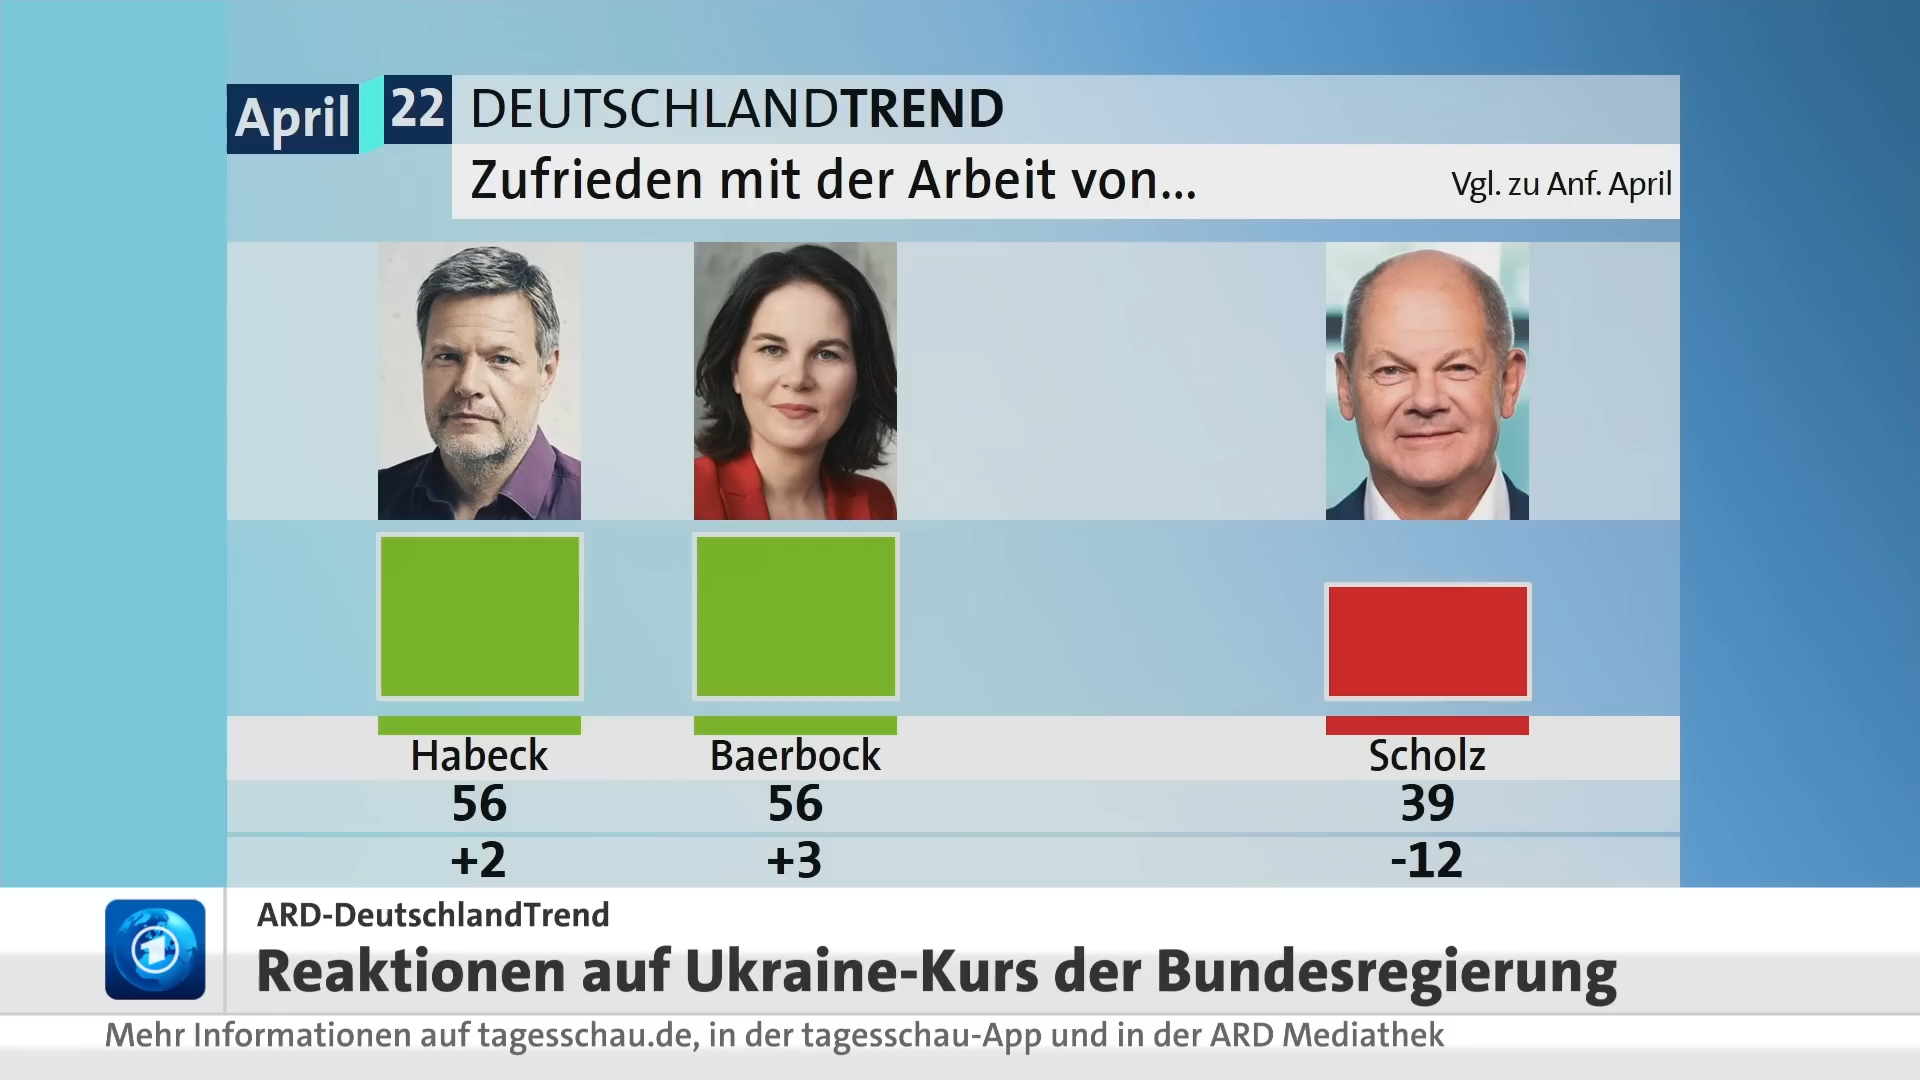 April 22 DEUTSCHLANDTREND
Zufrieden mit der Arbeit von...
Vgl. zu Anf. April
Habeck Baerbock Scholz
56 56 39
+2 +3 -12
1
ARD-DeutschlandTrend
Reaktionen auf Ukraine-Kurs der Bundesregierung
Mehr Informationen auf tagesschau.de, in der tagesschau-App und in der ARD Mediathek